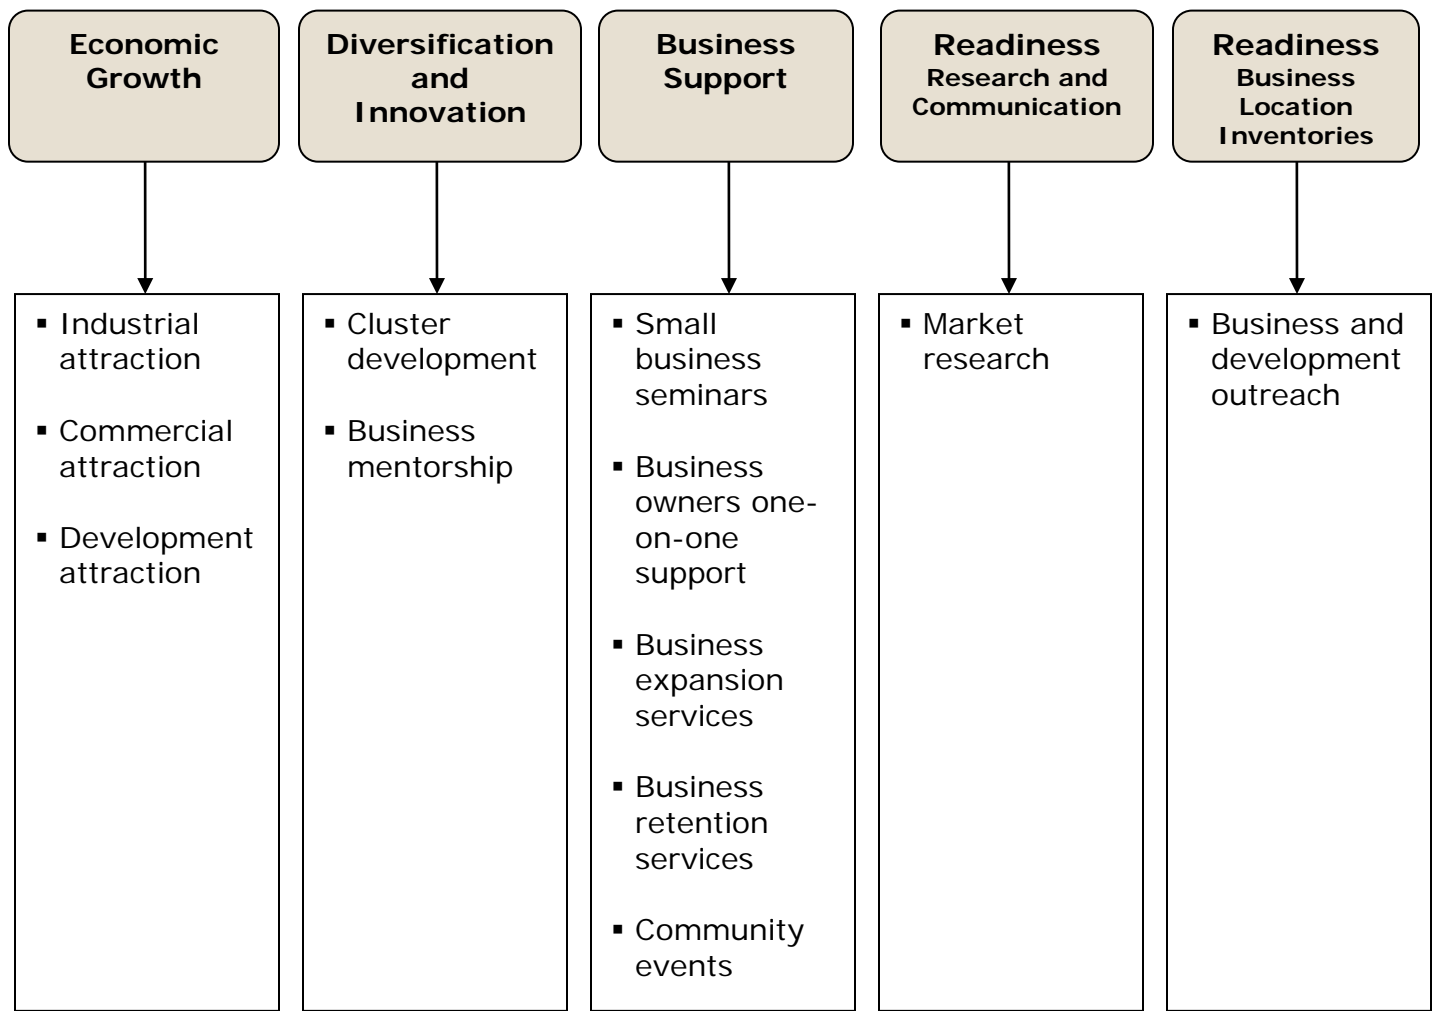 Economic
Growth
Diversification
and
Innovation
Business
Support
Readiness
Research and
Communication
Readiness
Business
Location
Inventories
▪ Industrial
attraction
▪ Commercial
attraction
▪ Development
attraction
▪ Cluster
development
▪ Business
mentorship
▪ Small
business
seminars
▪ Business
owners one-
on-one
support
▪ Business
expansion
services
▪ Business
retention
services
▪ Community
events
▪ Market
research
▪ Business and
development
outreach